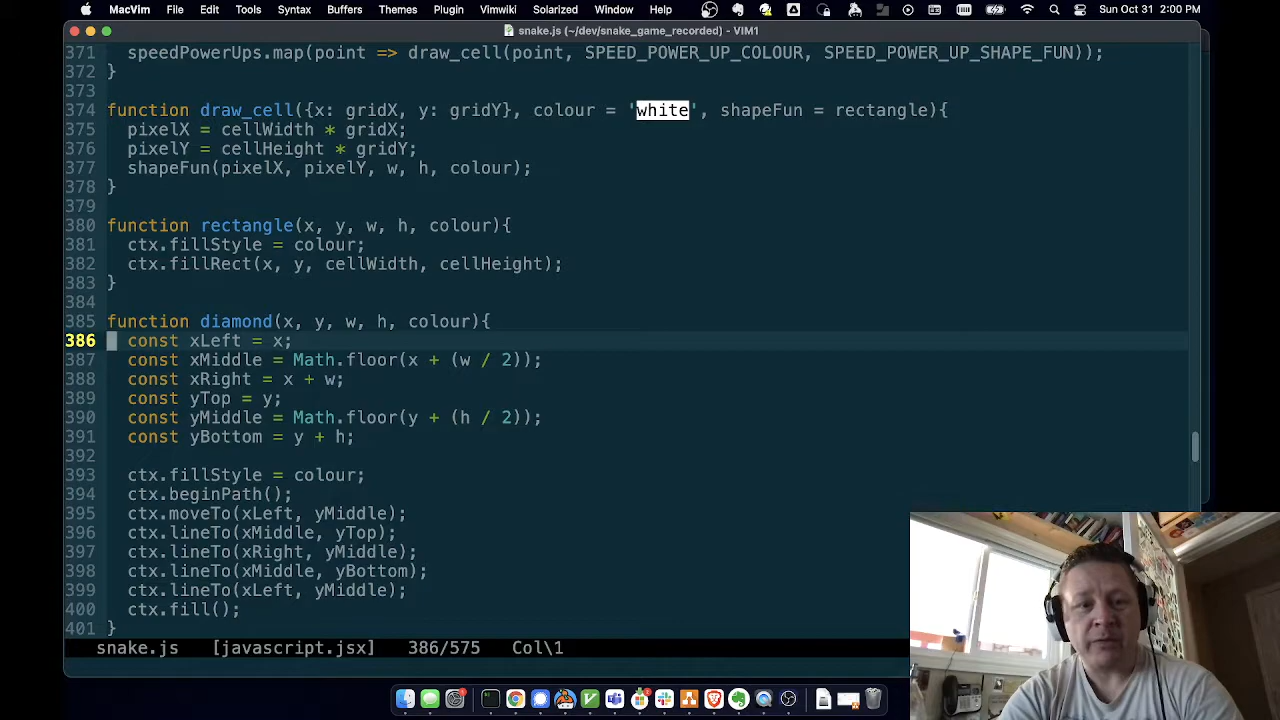 MacVim File Edit Tools Syntax Buffers Themes Plugin Vimwiki Solarized Window Help Sun Oct 31 2:00 PM
snake.js (~/dev/snake_game_recorded) - VIM1
371 speedPowerUps.map(point => draw_cell(point, SPEED_POWER_UP_COLOUR, SPEED_POWER_UP_SHAPE_FUN));
372 }
373
374 function draw_cell({x: gridX, y: gridY}, colour = 'white', shapeFun = rectangle){
375 pixelX = cellWidth * gridX;
376 pixelY = cellHeight * gridY;
377 shapeFun(pixelX, pixelY, w, h, colour);
378 }
379
380 function rectangle(x, y, w, h, colour){
381 ctx.fillStyle = colour;
382 ctx.fillRect(x, y, cellWidth, cellHeight);
383 }
384
385 function diamond(x, y, w, h, colour){
386 const xLeft = x;
387 const xMiddle = Math.floor(x + (w / 2));
388 const xRight = x + w;
389 const yTop = y;
390 const yMiddle = Math.floor(y + (h / 2));
391 const yBottom = y + h;
392
393 ctx.fillStyle = colour;
394 ctx.beginPath();
395 ctx.moveTo(xLeft, yMiddle);
396 ctx.lineTo(xMiddle, yTop);
397 ctx.lineTo(xRight, yMiddle);
398 ctx.lineTo(xMiddle, yBottom);
399 ctx.lineTo(xLeft, yMiddle);
400 ctx.fill();
401 }
snake.js [javascript.jsx] 386/575 Col\1